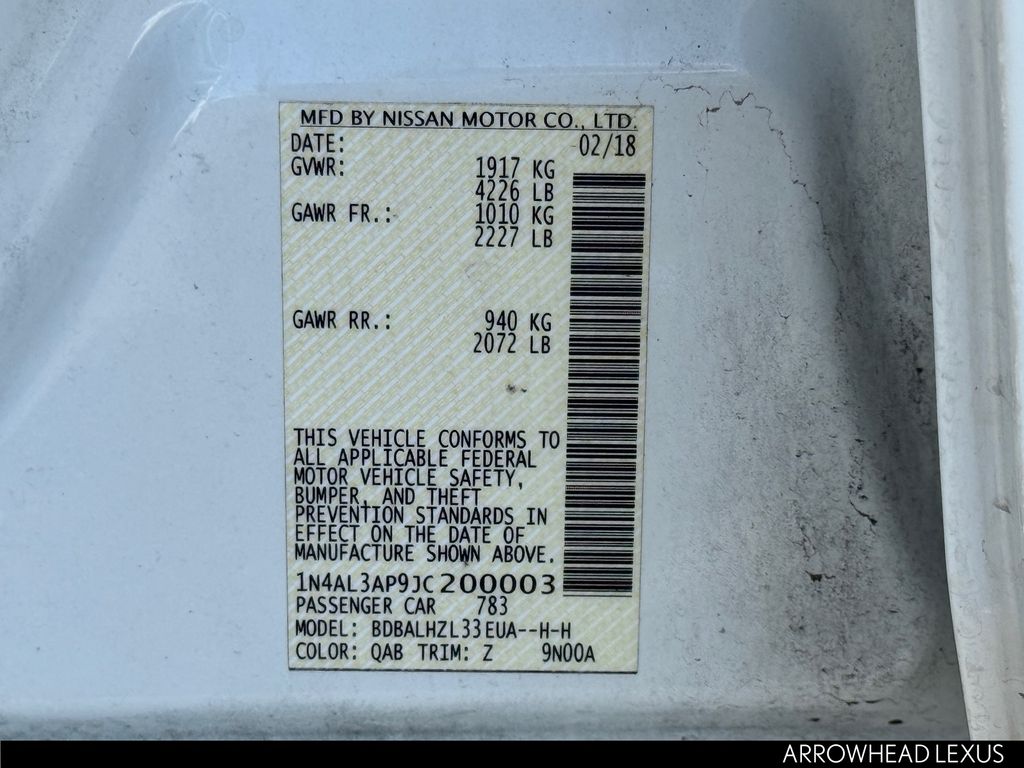 MFD BY NISSAN MOTOR CO., LTD.
DATE: 02/18
GVWR: 1917 KG
4226 LB
GAWR FR.: 1010 KG
2227 LB
GAWR RR.: 940 KG
2072 LB
THIS VEHICLE CONFORMS TO
ALL APPLICABLE FEDERAL
MOTOR VEHICLE SAFETY,
BUMPER, AND THEFT
PREVENTION STANDARDS IN
EFFECT ON THE DATE OF
MANUFACTURE SHOWN ABOVE.
1N4AL3AP9JC200003
PASSENGER CAR 783
MODEL: BDBALHZL33EUA--H-H
COLOR: QAB TRIM: Z 9N00A
ARROWHEAD LEXUS